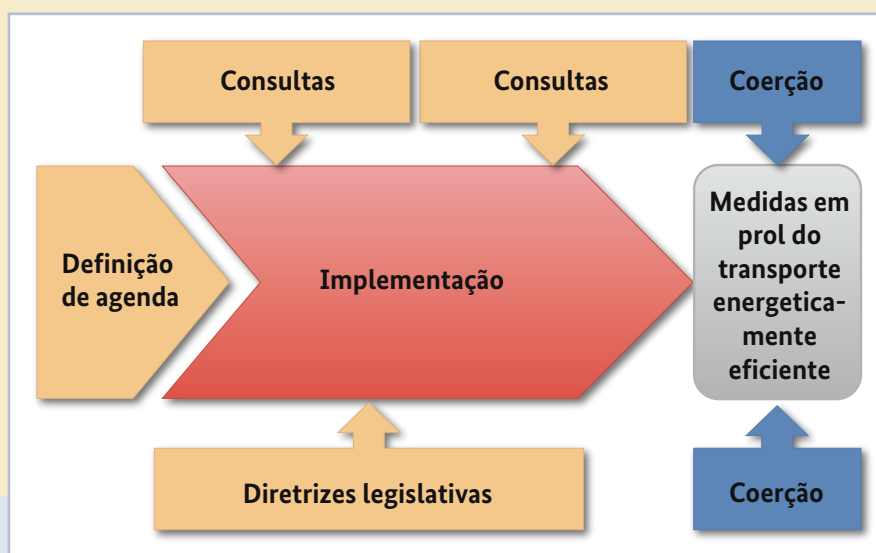 Consultas
Consultas
Coerção
Definição
de agenda
Implementação
Medidas em
prol do
transporte
energetica-
mente
eficiente
Diretrizes legislativas
Coerção